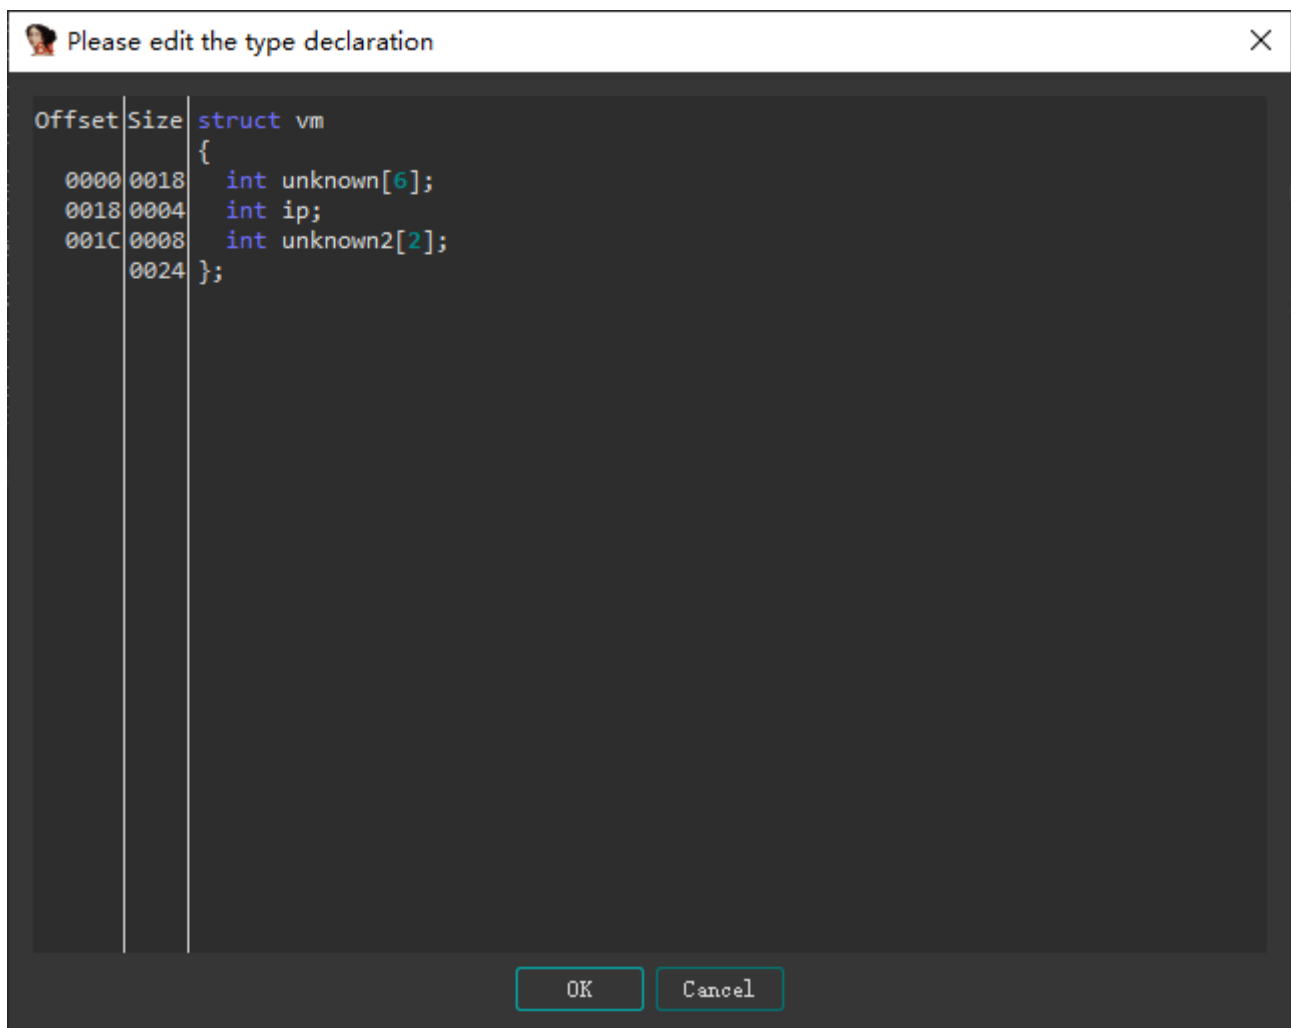 Please edit the type declaration
Offset Size struct vm
{
0000 0018 int unknown[6];
0018 0004 int ip;
001C 0008 int unknown2[2];
0024 };
OK Cancel